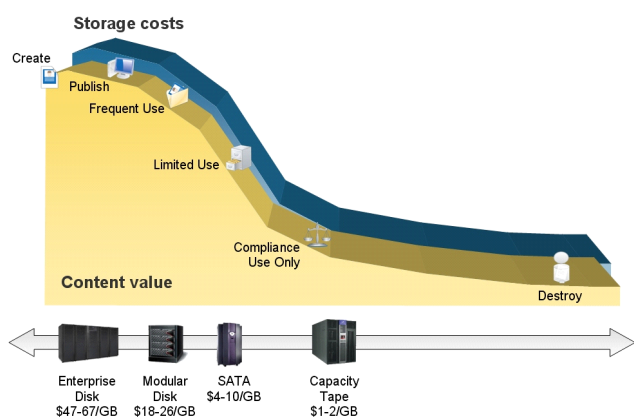 Storage costs
Create
Publish
Frequent Use
Limited Use
Compliance
Use Only
Content value
Destroy
Enterprise
Disk
$47-67/GB
Modular
Disk
$18-26/GB
SATA
$4-10/GB
Capacity
Tape
$1-2/GB